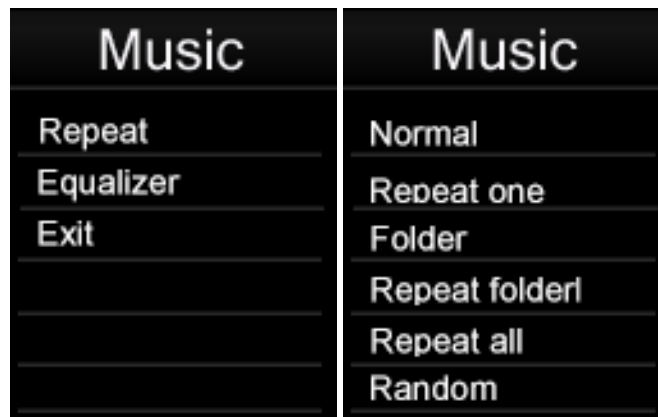 Music
Repeat
Equalizer
Exit
Music
Normal
Repeat one
Folder
Repeat folderl
Repeat all
Random